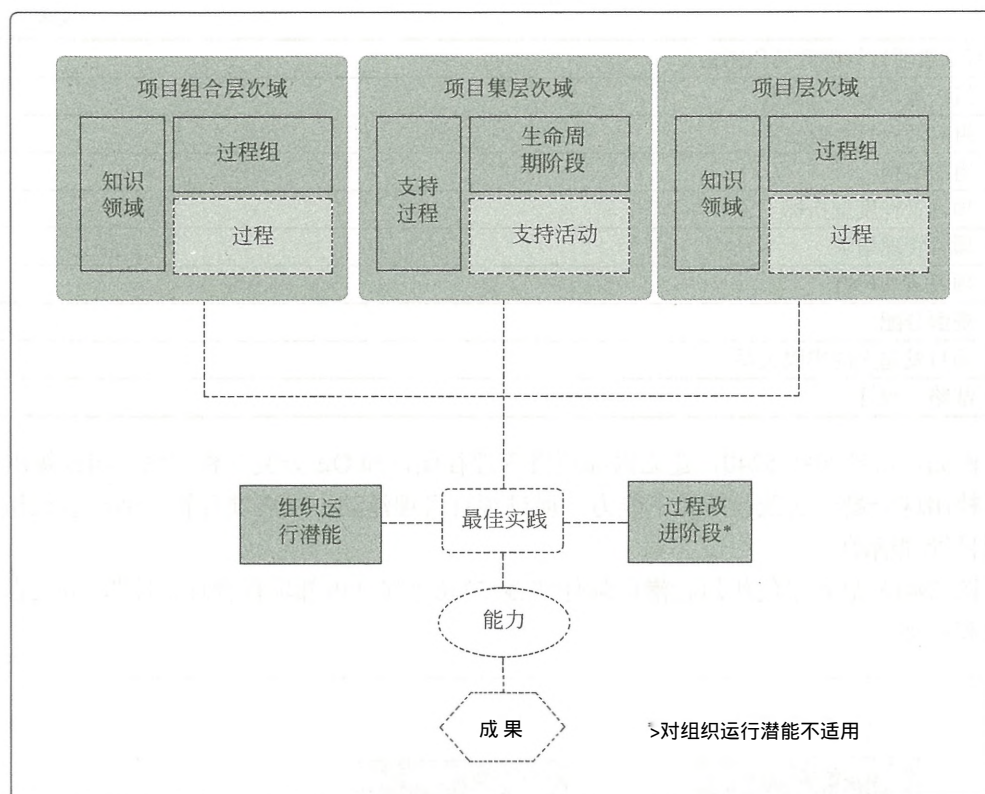 项目组合层次域
知识
领域
过程组
过程
项目集层次域
支持
过程
生命周
期阶段
支持活动
项目层次域
知识
领域
过程组
过程
组织运
行潜能
最佳实践
过程改
进阶段*
能力
成果
*>对组织运行潜能不适用